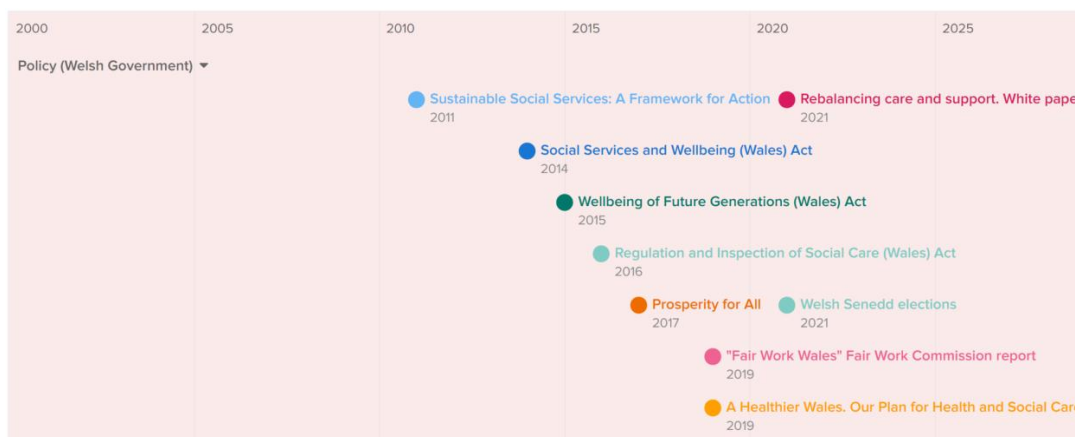 2000 2005 2010 2015 2020 2025
Policy (Welsh Government)
Sustainable Social Services: A Framework for Action
2011
Rebalancing care and support. White pape
2021
Social Services and Wellbeing (Wales) Act
2014
Wellbeing of Future Generations (Wales) Act
2015
Regulation and Inspection of Social Care (Wales) Act
2016
Prosperity for All
2017
Welsh Senedd elections
2021
"Fair Work Wales" Fair Work Commission report
2019
A Healthier Wales. Our Plan for Health and Social Car
2019